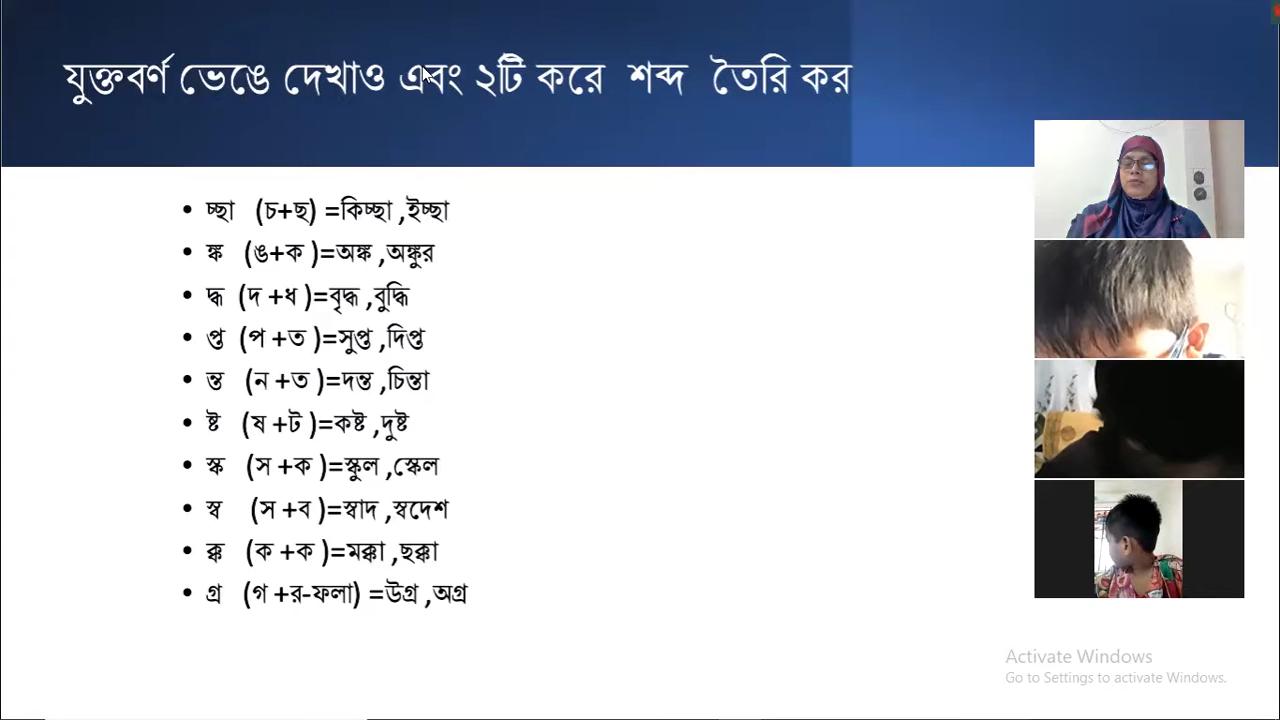 যুক্তবর্ণ ভেঙে দেখাও এবং ২টি করে শব্দ তৈরি কর
• চ্ছা (চ+ছ) =কিচ্ছা ,ইচ্ছা
• ঙ্ক (ঙ+ক )=অঙ্ক ,অঙ্কুর
• দ্ধ (দ +ধ )=বৃদ্ধ ,বুদ্ধি
• প্ত (প +ত )=সুপ্ত ,দিপ্ত
• ন্ত (ন +ত )=দন্ত ,চিন্তা
• ষ্ট (ষ +ট )=কষ্ট ,দুষ্ট
• স্ক (স +ক )=স্কুল ,স্কেল
• স্ব (স +ব )=স্বাদ ,স্বদেশ
• ক্ক (ক +ক )=মক্কা ,ছক্কা
• গ্র (গ +র-ফলা) =উগ্র ,অগ্র
Activate Windows
Go to Settings to activate Windows.